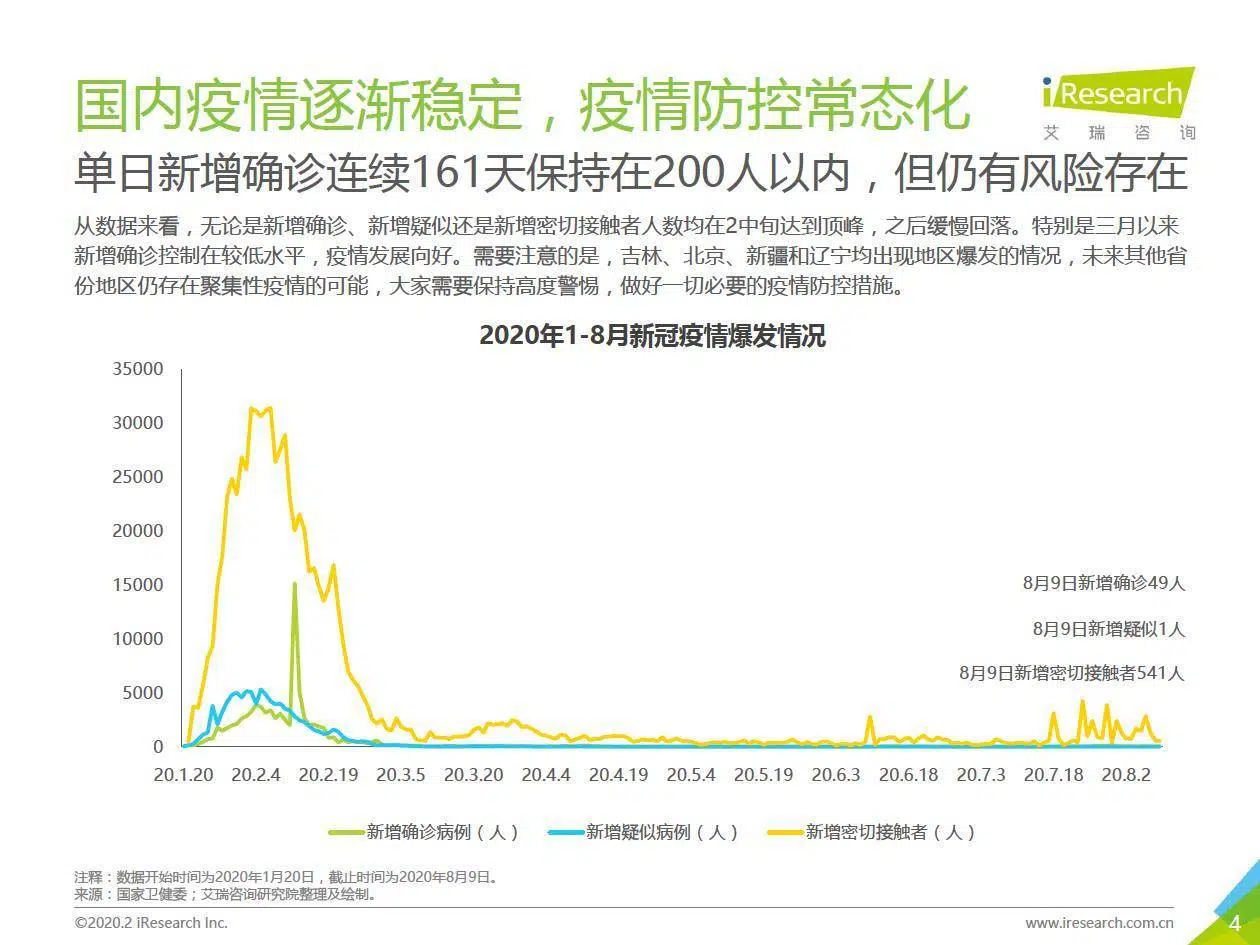 国内疫情逐渐稳定，疫情防控常态化
iResearch
艾瑞咨询
单日新增确诊连续161天保持在200人以内，但仍有风险存在
从数据来看，无论是新增确诊、新增疑似还是新增密切接触者人数均在2中旬达到顶峰，之后缓慢回落。特别是三月以来
新增确诊控制在较低水平，疫情发展向好。需要注意的是，吉林、北京、新疆和辽宁均出现地区爆发的情况，未来其他省
份地区仍存在聚集性疫情的可能，大家需要保持高度警惕，做好一切必要的疫情防控措施。
2020年1-8月新冠疫情爆发情况
35000
30000
25000
20000
15000
10000
5000
0
8月9日新增确诊49人
8月9日新增疑似1人
8月9日新增密切接触者541人
20.1.20 20.2.4 20.2.19 20.3.5 20.3.20 20.4.4 20.4.19 20.5.4 20.5.19 20.6.3 20.6.18 20.7.3 20.7.18 20.8.2
新增确诊病例（人） 新增疑似病例（人） 新增密切接触者（人）
注释：数据开始时间为2020年1月20日，截止时间为2020年8月9日。
来源：国家卫健委；艾瑞咨询研究院整理及绘制。
©2020.2 iResearch Inc.
www.iresearch.com.cn
4